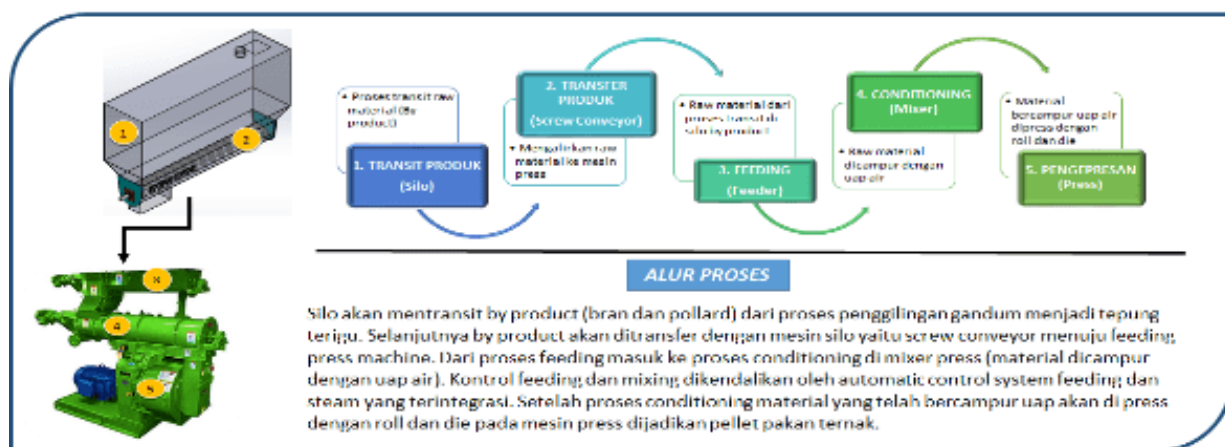 1
2
3
4
5
• Proses transit raw
material (By
product)
1. TRANSIT PRODUK
(Silo)
2. TRANSFER
PRODUK
(Screw Conveyor)
• Mengalirkan raw
material ke mesin
press
• Raw material dari
proses transit di
silo by product
3. FEEDING
(Feeder)
4. CONDITIONING
(Mixer)
• Raw material
dicampur dengan
uap air
• Material
bercampur uap air
dipress dengan
roll dan die
5. PENGEPRESAN
(Press)
ALUR PROSES
Silo akan mentransit by product (bran dan pollard) dari proses penggilingan gandum menjadi tepung
terigu. Selanjutnya by product akan ditransfer dengan mesin silo yaitu screw conveyor menuju feeding
press machine. Dari proses feeding masuk ke proses conditioning di mixer press (material dicampur
dengan uap air). Kontrol feeding dan mixing dikendalikan oleh automatic control system feeding dan
steam yang terintegrasi. Setelah proses conditioning material yang telah bercampur uap akan di press
dengan roll dan die pada mesin press dijadikan pellet pakan ternak.